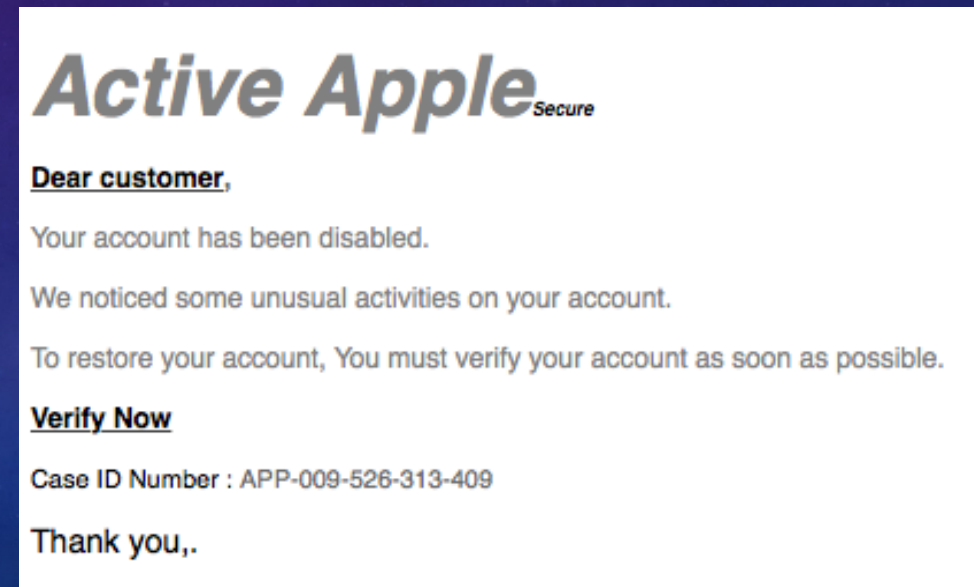 Active Apple Secure
Dear customer,
Your account has been disabled.
We noticed some unusual activities on your account.
To restore your account, You must verify your account as soon as possible.
Verify Now
Case ID Number : APP-009-526-313-409
Thank you,.